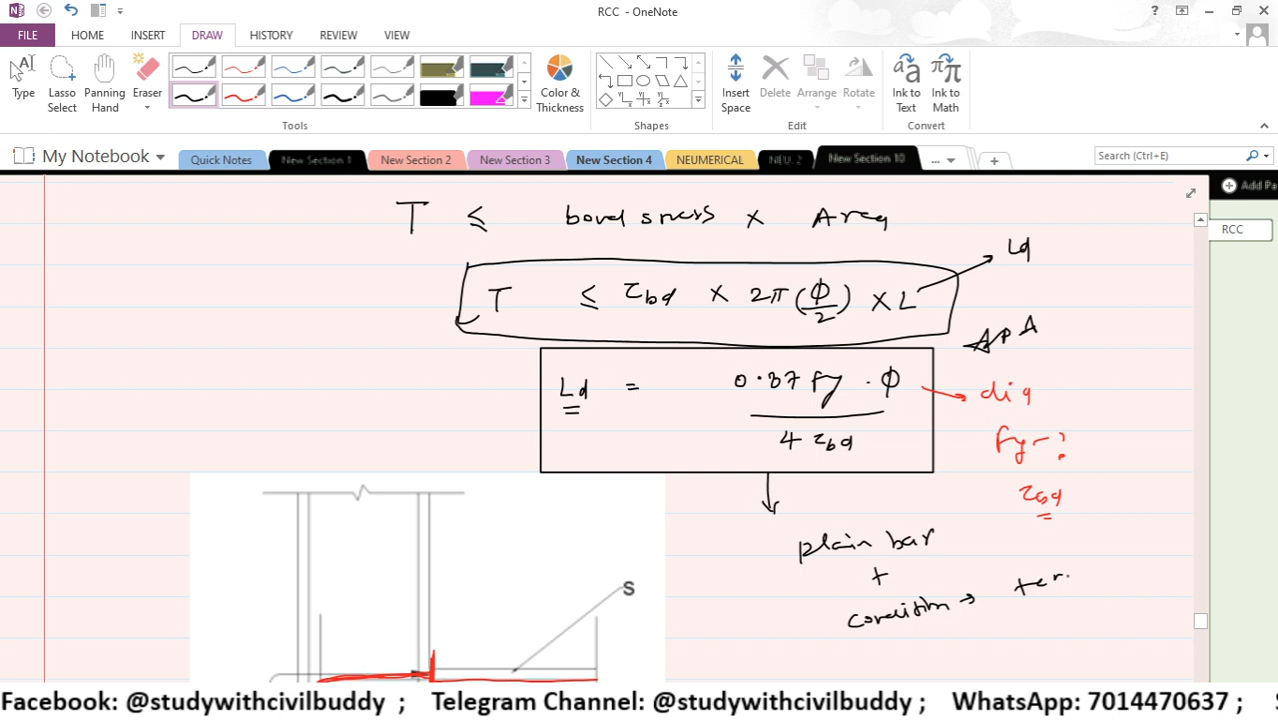 RCC - OneNote
FILE HOME INSERT DRAW HISTORY REVIEW VIEW
Type Lasso Select Panning Hand Eraser Color & Thickness Insert Space Delete Arrange Rotate Ink to Text Ink to Math
Tools Shapes Edit Convert
My Notebook Quick Notes New Section 1 New Section 2 New Section 3 New Section 4 NEUMERICAL NEU. 2 New Section 10 ... + Search (Ctrl+E)
Add Pa
RCC
T ≤ bond stress × Area
Ld
T ≤ τbd × 2π(ϕ/2) × L
Ld = 0.87 fy . ϕ / 4 τbd
dia
fy - ?
τbd
plain bar
+
condition → ter.
S
Facebook: @studywithcivilbuddy ; Telegram Channel: @studywithcivilbuddy ; WhatsApp: 7014470637 ; S